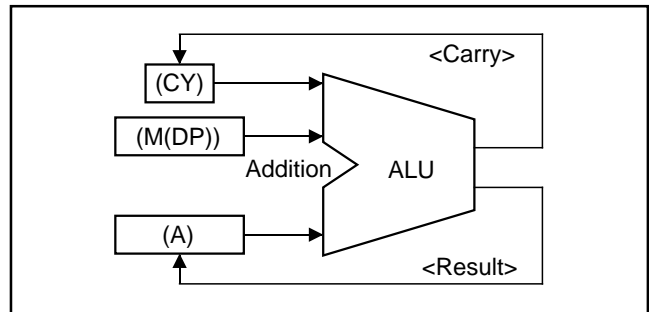 <Carry>
(CY)
(M(DP))
Addition
ALU
(A)
<Result>